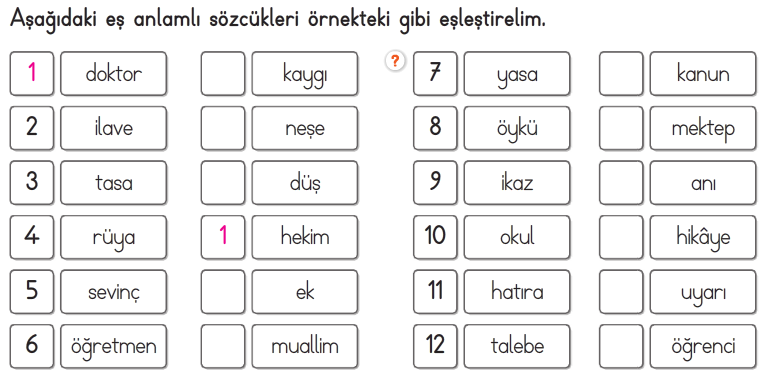 Aşağıdaki eş anlamlı sözcükleri örnekteki gibi eşleştirelim.
1 doktor kaygı ? 7 yasa kanun
2 ilave neşe 8 öykü mektep
3 tasa düş 9 ikaz anı
4 rüya 1 hekim 10 okul hikâye
5 sevinç ek 11 hatıra uyarı
6 öğretmen muallim 12 talebe öğrenci